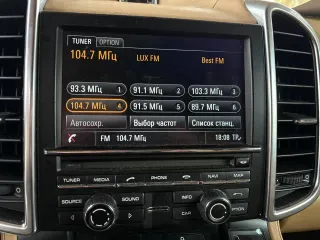 TUNER OPTION
104.7 МГц LUX FM Best FM
93.3 МГц 1 91.1 МГц 2 103.3 МГц 3
104.7 МГц 4 91.5 МГц 5 89.7 МГц 6
Автосохр. Выбор частот Список станц.
FM 104.7 МГц 18:08 TP
TUNER MEDIA PHONE NAVI MAP
SOURCE SOUND INFO CAR